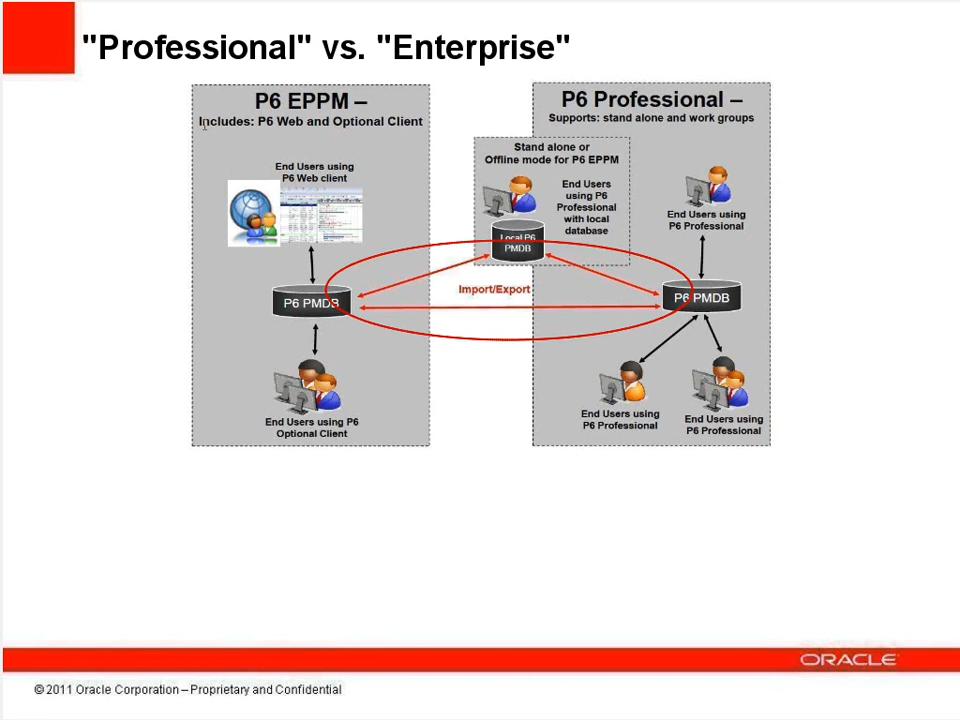 "Professional" vs. "Enterprise"
P6 EPPM –
Includes: P6 Web and Optional Client
End Users using
P6 Web client
P6 PMDB
End Users using P6
Optional Client
Stand alone or
Offline mode for P6 EPPM
End Users
using P6
Professional
with local
database
Local P6
PMDB
Import/Export
P6 Professional –
Supports: stand alone and work groups
End Users using
P6 Professional
P6 PMDB
End Users using
P6 Professional
End Users using
P6 Professional
ORACLE
© 2011 Oracle Corporation – Proprietary and Confidential